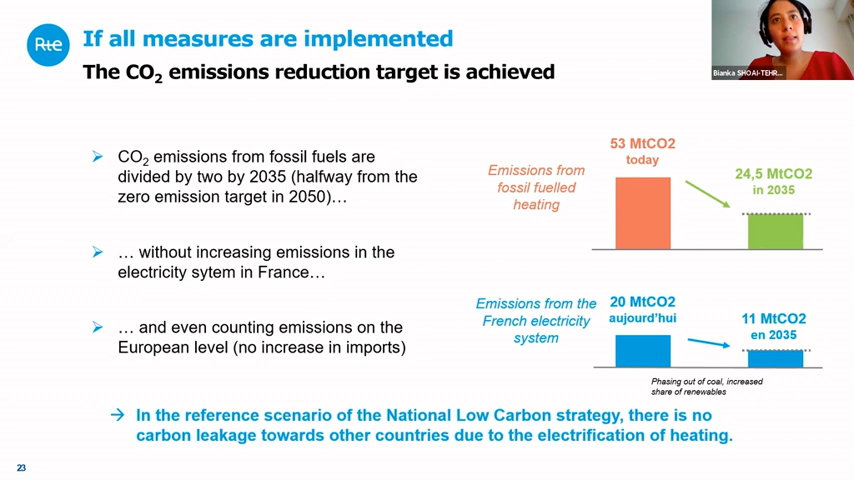 Rte
If all measures are implemented
The CO2 emissions reduction target is achieved
Bianka SHOAI-TEHR...
CO2 emissions from fossil fuels are
divided by two by 2035 (halfway from the
zero emission target in 2050)…
… without increasing emissions in the
electricity sytem in France…
… and even counting emissions on the
European level (no increase in imports)
Emissions from
fossil fuelled
heating
53 MtCO2
today
24,5 MtCO2
in 2035
Emissions from the
French electricity
system
20 MtCO2
aujourd'hui
11 MtCO2
en 2035
Phasing out of coal, increased
share of renewables
→ In the reference scenario of the National Low Carbon strategy, there is no
carbon leakage towards other countries due to the electrification of heating.
23